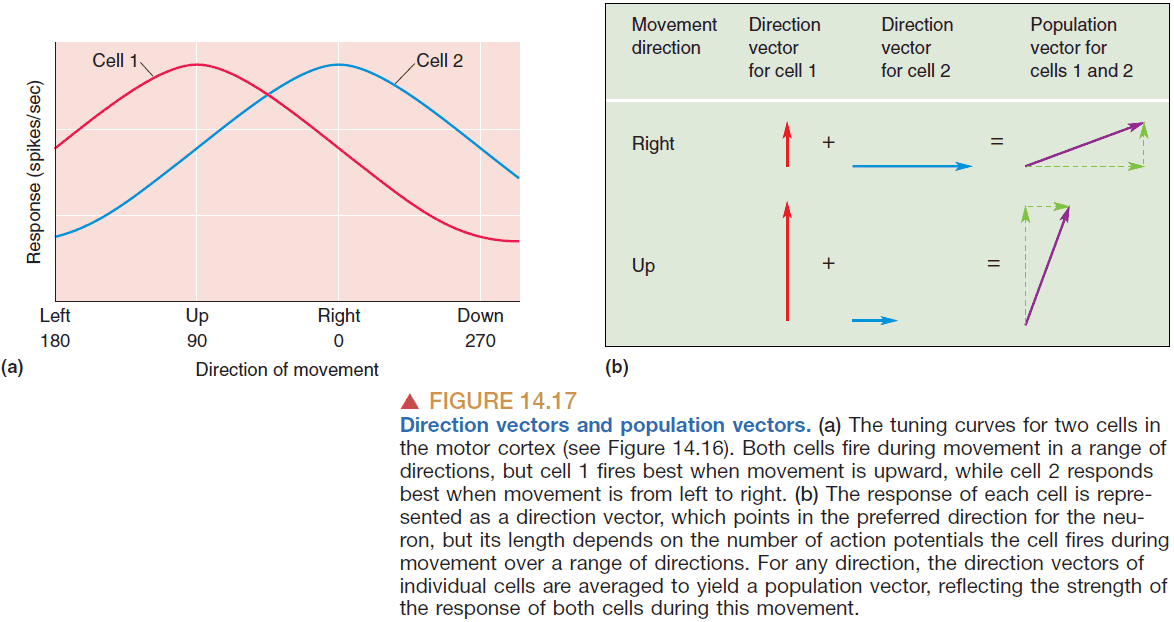 Cell 1
Cell 2
Response (spikes/sec)
Left
Up
Right
Down
180
90
0
270
Direction of movement
(a)
Movement direction
Direction vector for cell 1
Direction vector for cell 2
Population vector for cells 1 and 2
Right
+
=
Up
+
=
(b)
▲ FIGURE 14.17
Direction vectors and population vectors. (a) The tuning curves for two cells in
the motor cortex (see Figure 14.16). Both cells fire during movement in a range of
directions, but cell 1 fires best when movement is upward, while cell 2 responds
best when movement is from left to right. (b) The response of each cell is repre-
sented as a direction vector, which points in the preferred direction for the neu-
ron, but its length depends on the number of action potentials the cell fires during
movement over a range of directions. For any direction, the direction vectors of
individual cells are averaged to yield a population vector, reflecting the strength of
the response of both cells during this movement.